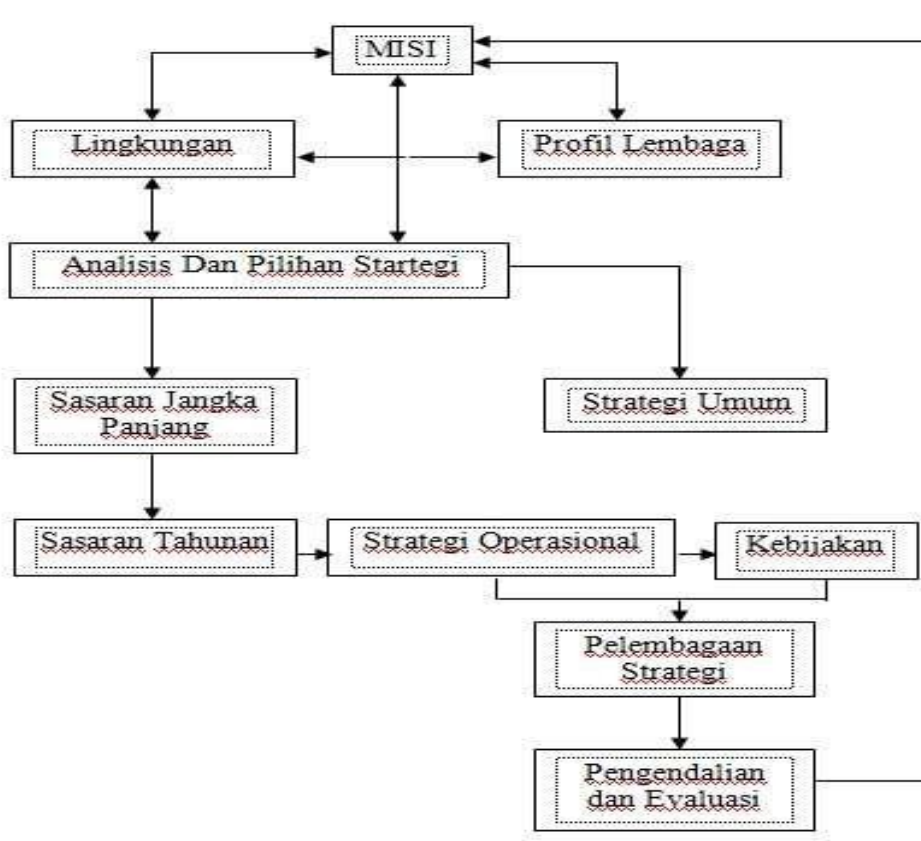 MISI
Lingkungan
Profil Lembaga
Analisis Dan Pilihan Startegi
Sasaran Jangka
Panjang
Strategi Umum
Sasaran Tahunan
Strategi Operasional
Kebijakan
Pelembagaan
Strategi
Pengendalian
dan Evaluasi